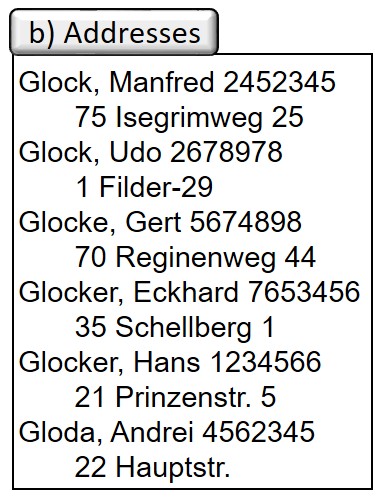 b) Addresses
Glock, Manfred 2452345
75 Isegrimweg 25
Glock, Udo 2678978
1 Filder-29
Glocke, Gert 5674898
70 Reginenweg 44
Glocker, Eckhard 7653456
35 Schellberg 1
Glocker, Hans 1234566
21 Prinzenstr. 5
Gloda, Andrei 4562345
22 Hauptstr.